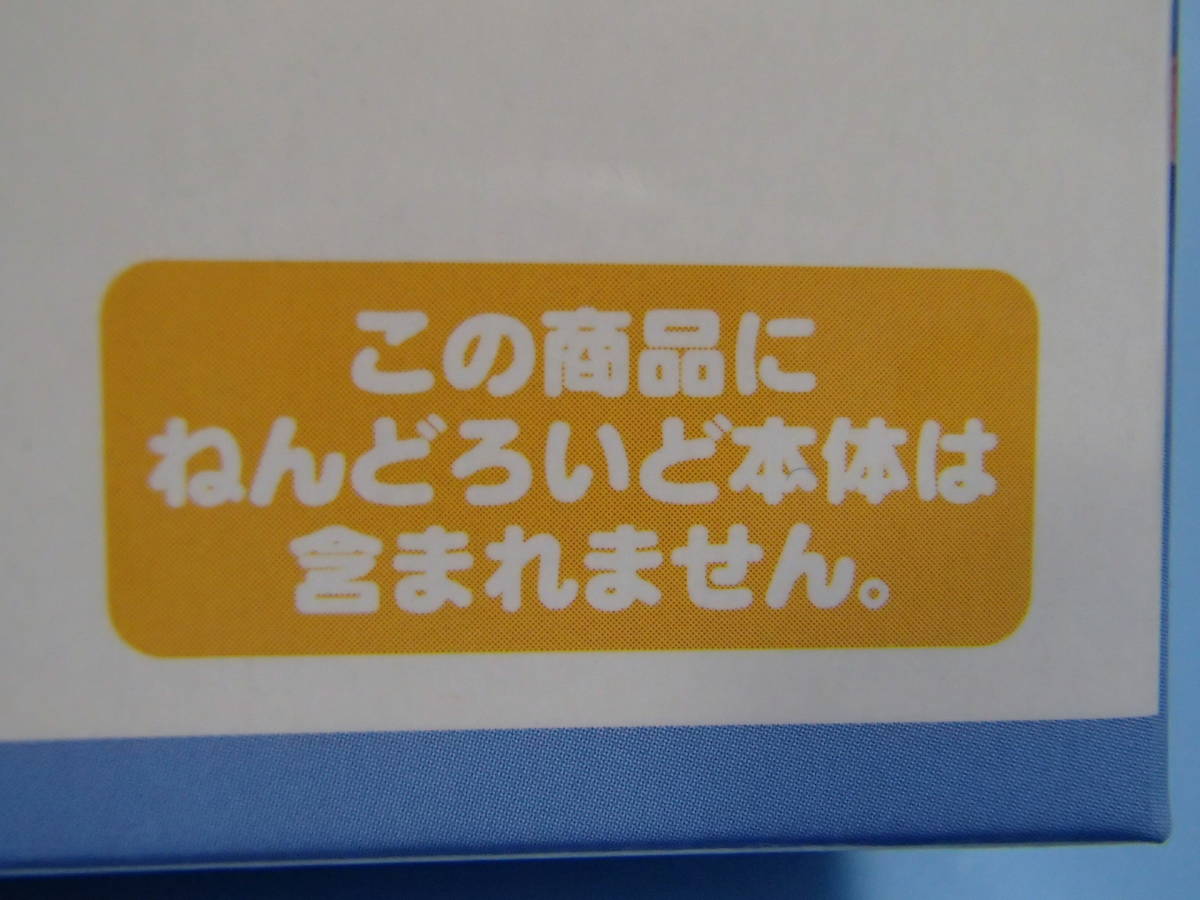 この商品に
ねんどろいど本体は
含まれません。